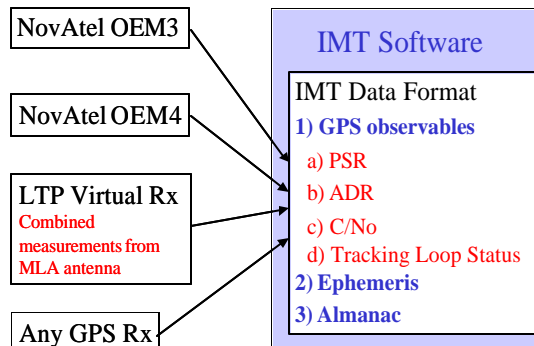 NovAtel OEM3
NovAtel OEM4
LTP Virtual Rx
Combined
measurements from
MLA antenna
Any GPS Rx
IMT Software
IMT Data Format
1) GPS observables
a) PSR
b) ADR
c) C/No
d) Tracking Loop Status
2) Ephemeris
3) Almanac